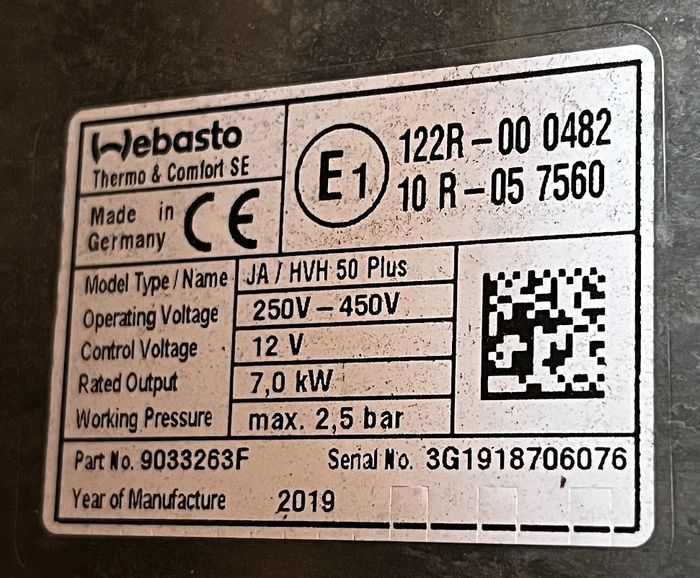 Webasto
Thermo & Comfort SE
Made in
Germany
CE
E1
122R-00 0482
10 R-05 7560
Model Type / Name JA / HVH 50 Plus
Operating Voltage 250V - 450V
Control Voltage 12 V
Rated Output 7,0 kW
Working Pressure max. 2,5 bar
Part No. 9033263F Serial No. 3G1918706076
Year of Manufacture 2019